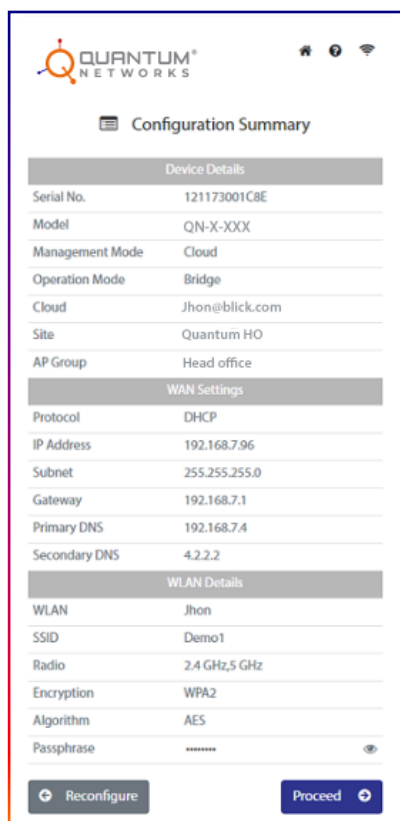 QUANTUM®
NETWORKS
Configuration Summary
Device Details
Serial No. 121173001C8E
Model QN-X-XXX
Management Mode Cloud
Operation Mode Bridge
Cloud Jhon@blick.com
Site Quantum HO
AP Group Head office
WAN Settings
Protocol DHCP
IP Address 192.168.7.96
Subnet 255.255.255.0
Gateway 192.168.7.1
Primary DNS 192.168.7.4
Secondary DNS 4.2.2.2
WLAN Details
WLAN Jhon
SSID Demo1
Radio 2.4 GHz,5 GHz
Encryption WPA2
Algorithm AES
Passphrase ••••••••
Reconfigure Proceed